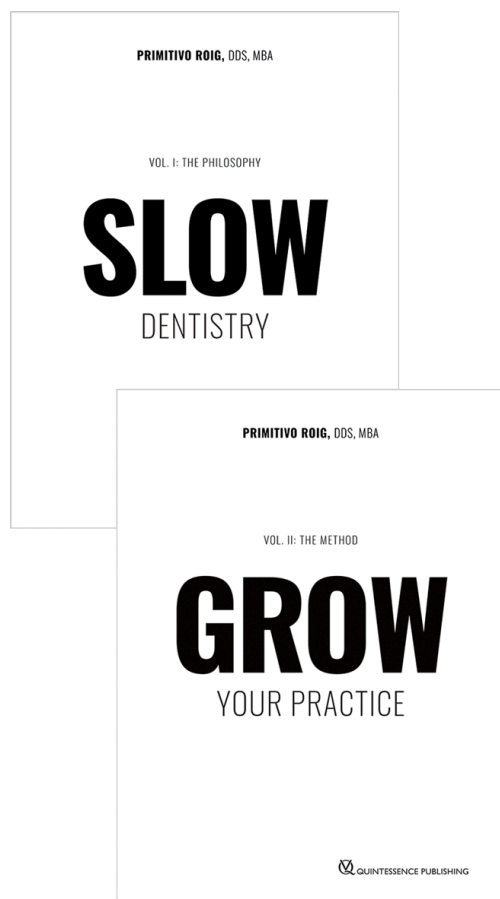 PRIMITIVO ROIG, DDS, MBA
VOL. I: THE PHILOSOPHY
SLOW
DENTISTRY
PRIMITIVO ROIG, DDS, MBA
VOL. II: THE METHOD
GROW
YOUR PRACTICE
QUINTESSENCE PUBLISHING